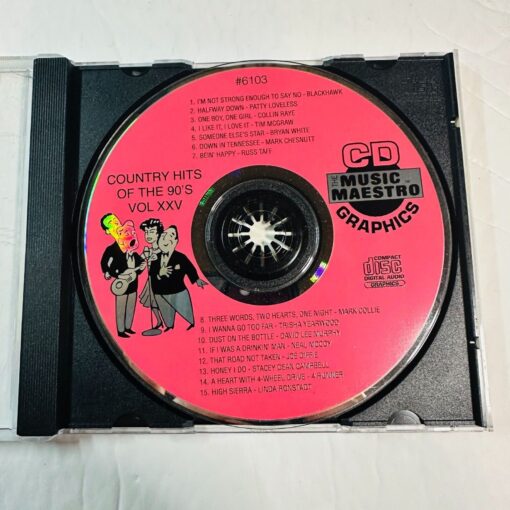 #6103
1. I'M NOT STRONG ENOUGH TO SAY NO - BLACKHAWK
2. HALFWAY DOWN - PATTY LOVELESS
3. ONE BOY, ONE GIRL - COLLIN RAYE
4. I LIKE IT, I LOVE IT - TIM MCGRAW
5. SOMEONE ELSE'S STAR - BRYAN WHITE
6. DOWN IN TENNESSEE - MARK CHESNUTT
7. BEIN' HAPPY - RUSS TAFF
COUNTRY HITS
OF THE 90'S
VOL XXV
CD
THE MUSIC MAESTRO
GRAPHICS
COMPACT
disc
DIGITAL AUDIO
GRAPHICS
8. THREE WORDS, TWO HEARTS, ONE NIGHT - MARK COLLIE
9. I WANNA GO TOO FAR - TRISHA YEARWOOD
10. DUST ON THE BOTTLE - DAVID LEE MURPHY
11. IF I WAS A DRINKIN' MAN - NEAL MCCOY
12. THAT ROAD NOT TAKEN - JOE DIFFIE
13. HONEY I DO - STACEY DEAN CAMPBELL
14. A HEART WITH 4-WHEEL DRIVE - 4 RUNNER
15. HIGH SIERRA - LINDA RONSTADT